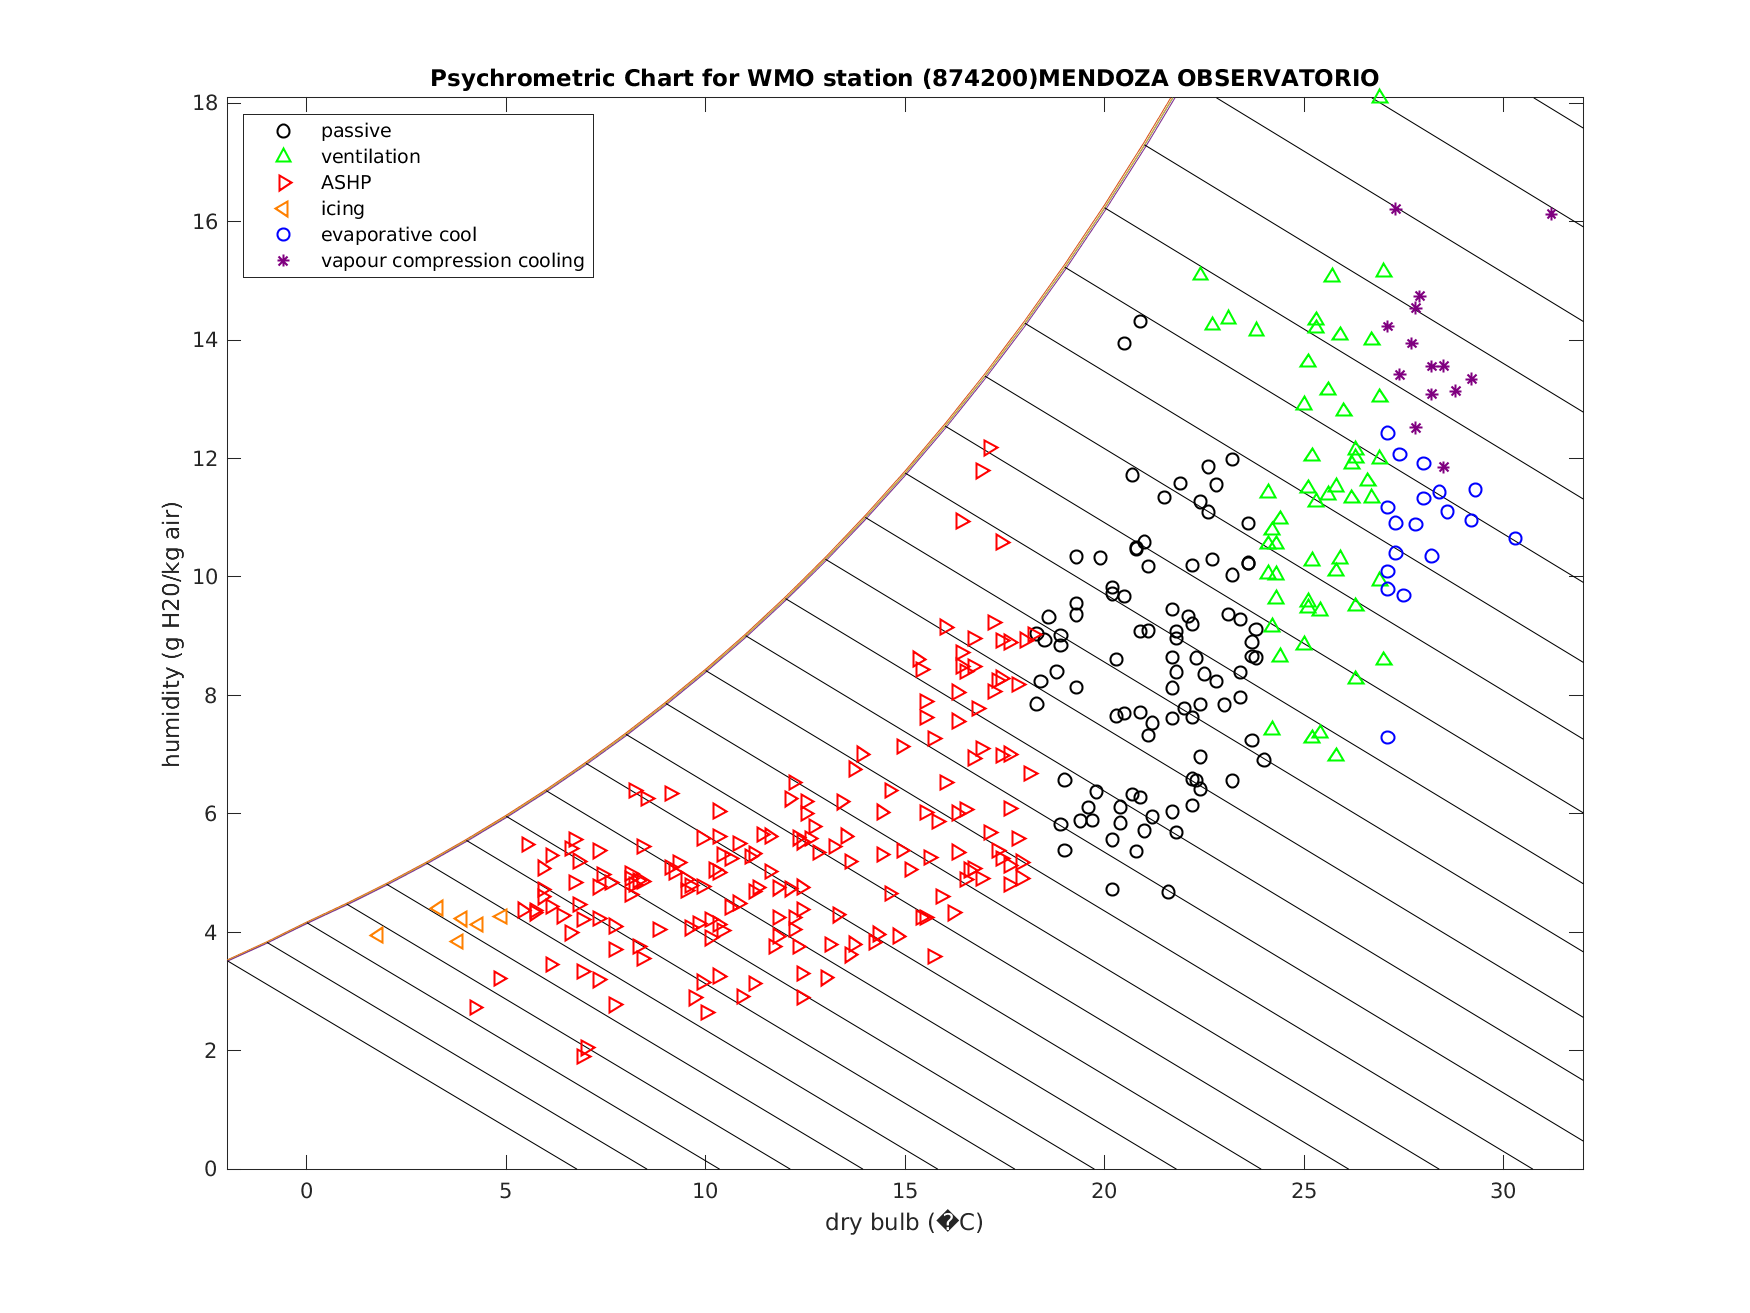 Psychrometric Chart for WMO station (874200)MENDOZA OBSERVATORIO
18
16
14
12
10
8
6
4
2
0
passive
ventilation
ASHP
icing
evaporative cool
vapour compression cooling
humidity (g H20/kg air)
0 5 10 15 20 25 30
dry bulb (�C)